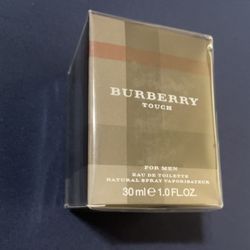 BURBERRY
TOUCH
FOR MEN
EAU DE TOILETTE
NATURAL SPRAY VAPORISATEUR
30 ml ℮ 1.0 FL.OZ.